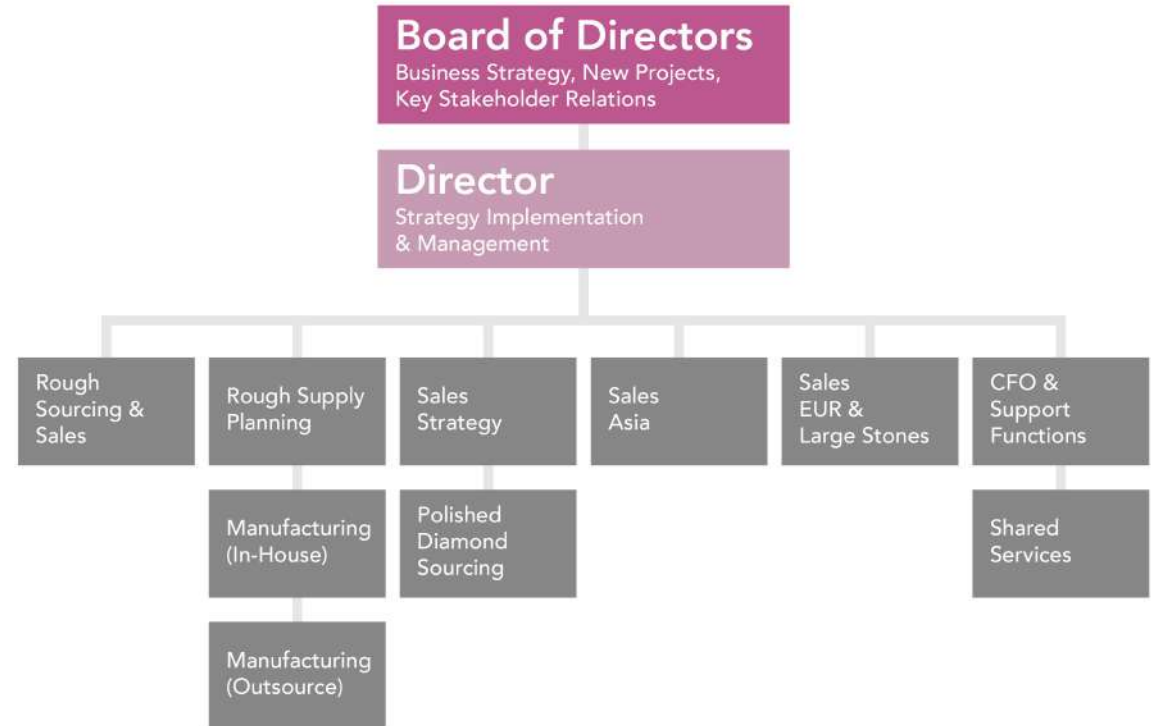 Board of Directors
Business Strategy, New Projects,
Key Stakeholder Relations
Director
Strategy Implementation
& Management
Rough
Sourcing &
Sales
Rough Supply
Planning
Sales
Strategy
Sales
Asia
Sales
EUR &
Large Stones
CFO &
Support
Functions
Manufacturing
(In-House)
Polished
Diamond
Sourcing
Shared
Services
Manufacturing
(Outsource)